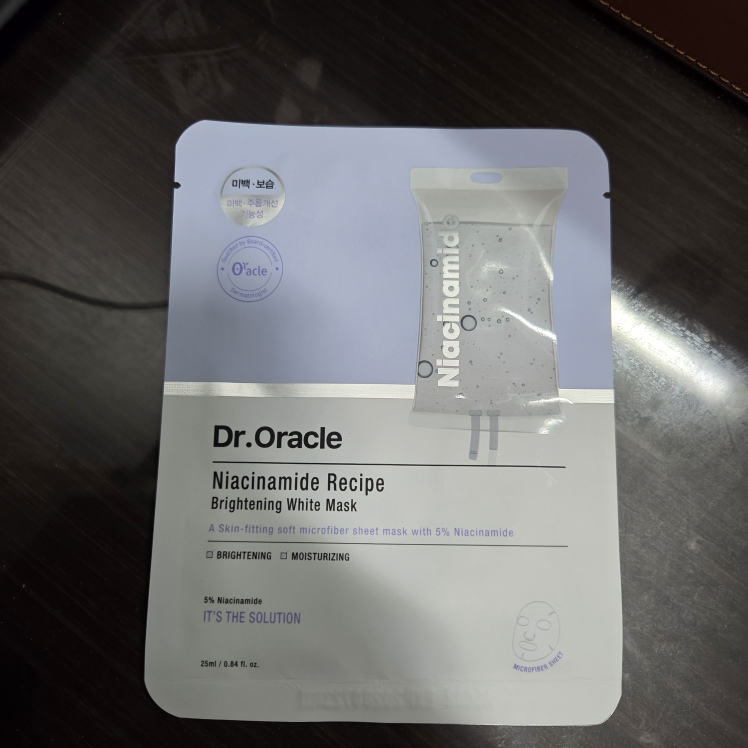 미백·보습
미백·주름개선
기능성
Oracle
Dermatologists
Niacinamide
Dr.Oracle
Niacinamide Recipe
Brightening White Mask
A Skin-fitting soft microfiber sheet mask with 5% Niacinamide
BRIGHTENING MOISTURIZING
5% Niacinamide
IT'S THE SOLUTION
25ml / 0.84 fl. oz.
MICROFIBER SHEET